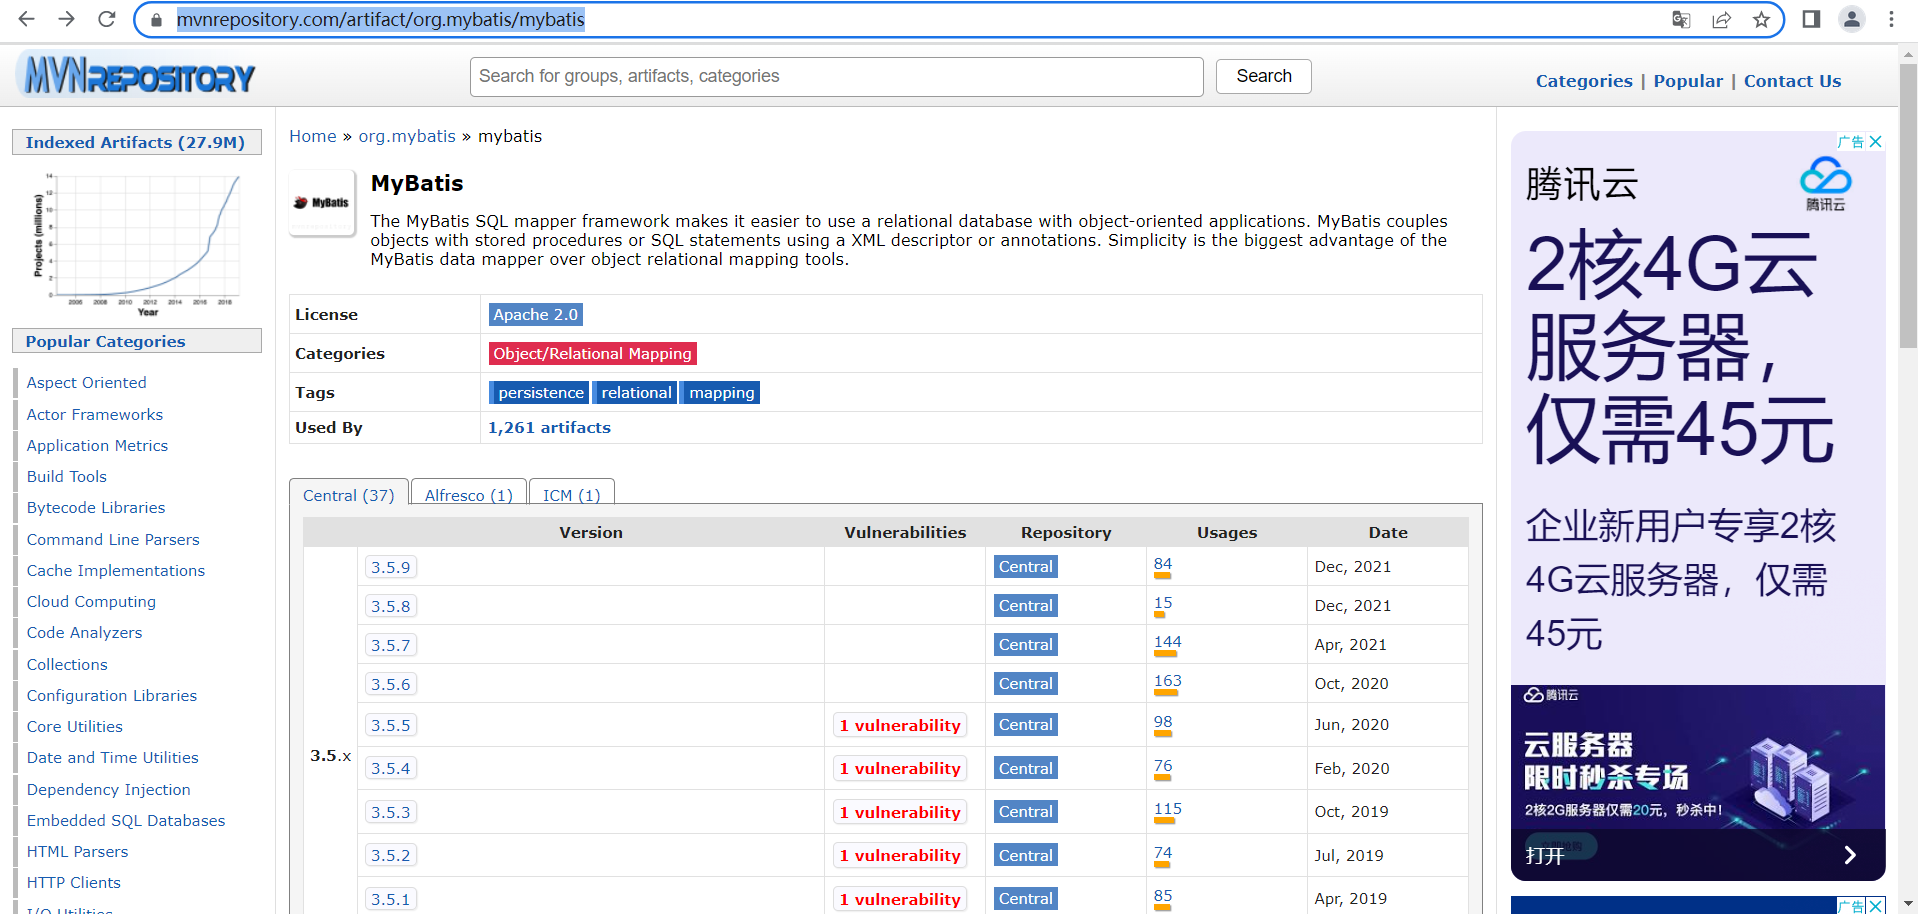 mvnrepository.com/artifact/org.mybatis/mybatis
MVNREPOSITORY
Search for groups, artifacts, categories
Search
Categories | Popular | Contact Us
Indexed Artifacts (27.9M)
Projects (millions)
14
12
10
8
6
4
2
0
2006 2008 2010 2012 2014 2016 2018
Year
Popular Categories
Aspect Oriented
Actor Frameworks
Application Metrics
Build Tools
Bytecode Libraries
Command Line Parsers
Cache Implementations
Cloud Computing
Code Analyzers
Collections
Configuration Libraries
Core Utilities
Date and Time Utilities
Dependency Injection
Embedded SQL Databases
HTML Parsers
HTTP Clients
I/O Utilities
Home » org.mybatis » mybatis
MyBatis
MyBatis
The MyBatis SQL mapper framework makes it easier to use a relational database with object-oriented applications. MyBatis couples
objects with stored procedures or SQL statements using a XML descriptor or annotations. Simplicity is the biggest advantage of the
MyBatis data mapper over object relational mapping tools.
License Apache 2.0
Categories Object/Relational Mapping
Tags persistence relational mapping
Used By 1,261 artifacts
Central (37) Alfresco (1) ICM (1)
Version Vulnerabilities Repository Usages Date
3.5.x
3.5.9 Central 84 Dec, 2021
3.5.8 Central 15 Dec, 2021
3.5.7 Central 144 Apr, 2021
3.5.6 Central 163 Oct, 2020
3.5.5 1 vulnerability Central 98 Jun, 2020
3.5.4 1 vulnerability Central 76 Feb, 2020
3.5.3 1 vulnerability Central 115 Oct, 2019
3.5.2 1 vulnerability Central 74 Jul, 2019
3.5.1 1 vulnerability Central 85 Apr, 2019
广告
腾讯云
腾讯云
2核4G云
服务器，
仅需45元
企业新用户专享2核
4G云服务器，仅需
45元
腾讯云
云服务器
限时秒杀专场
2核2G服务器仅需20元，秒杀中！
打开
广告